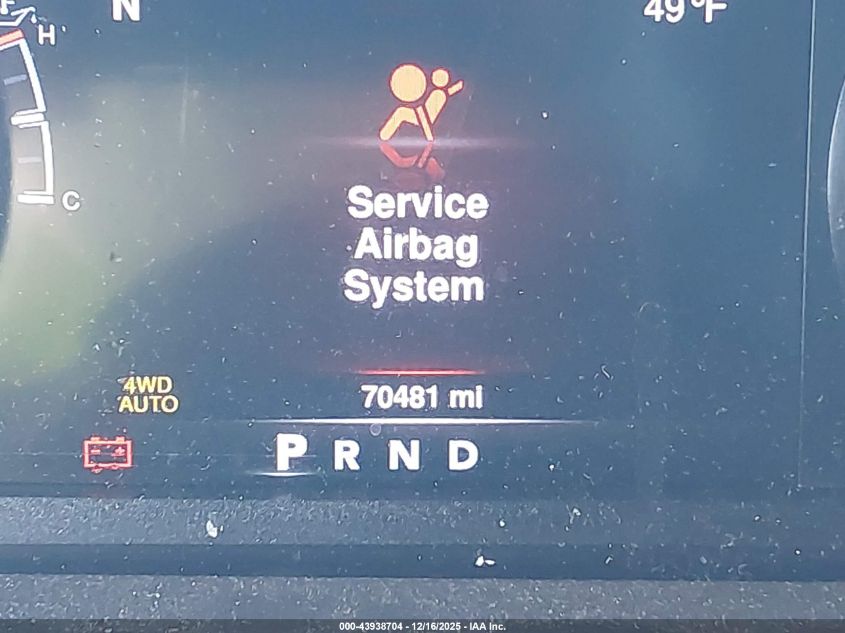 N
49°F
H
C
Service
Airbag
System
4WD
AUTO
70481 mi
P R N D
000-43938704 - 12/16/2025 - IAA Inc.